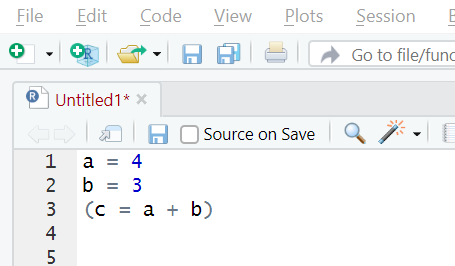 File Edit Code View Plots Session
R
Go to file/func
R Untitled1*
Source on Save
1 a = 4
2 b = 3
3 (c = a + b)
4
5